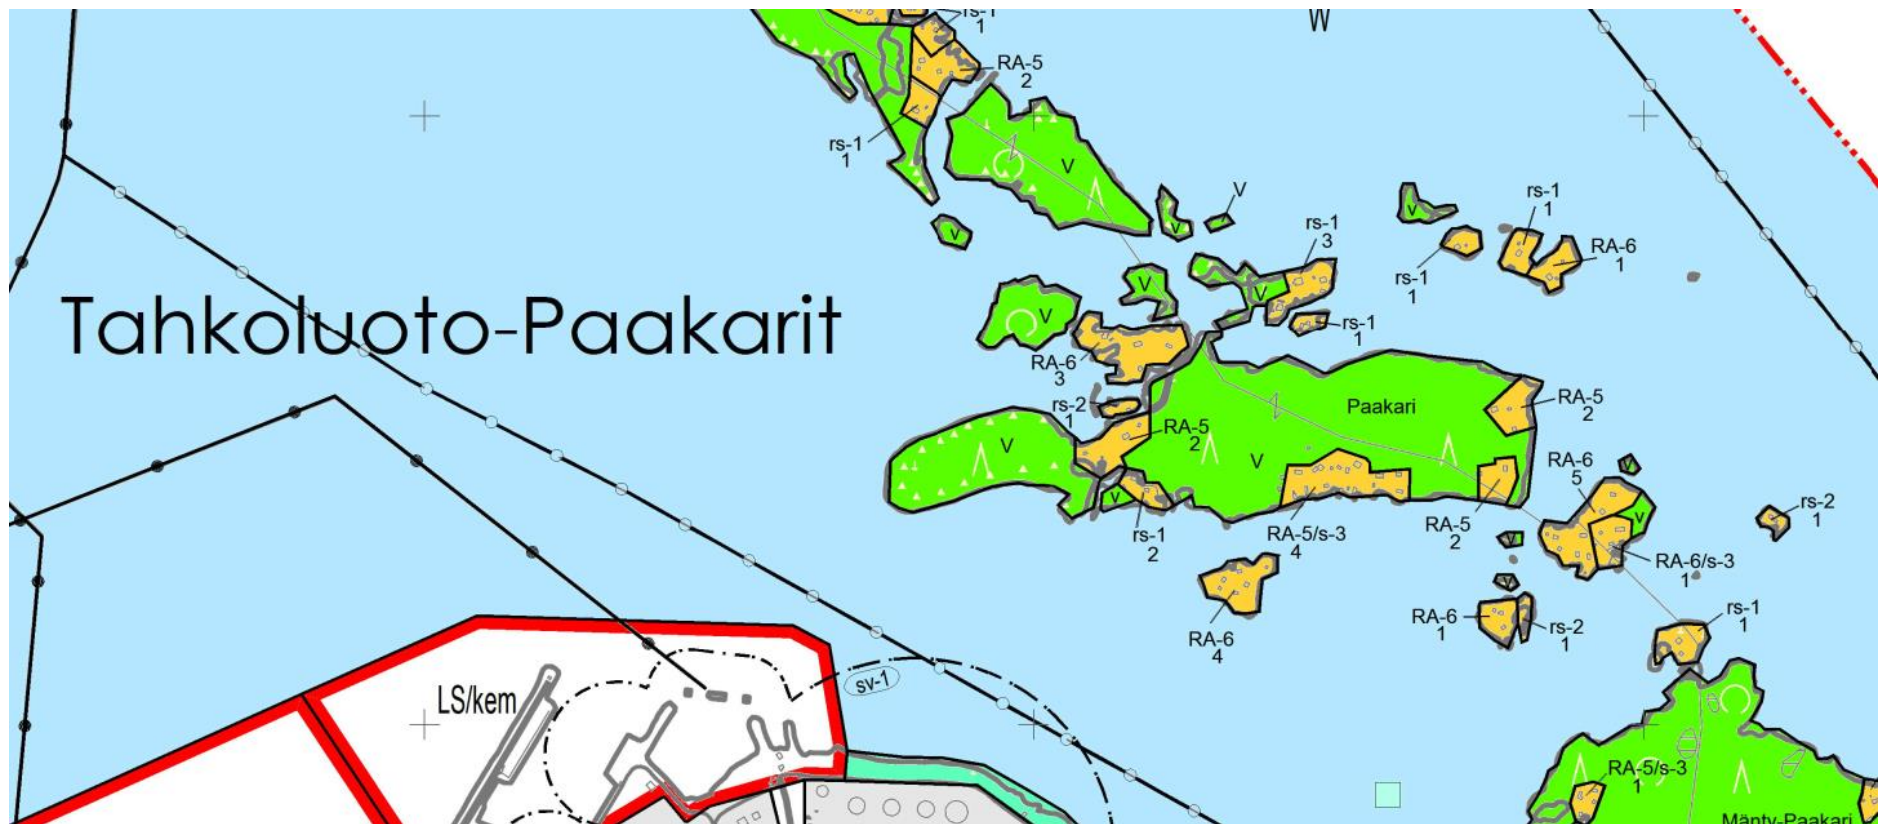 rs-1
1
W
RA-5
2
rs-1
1
V
V
V
V
v
rs-1
1
rs-1
3
RA-6
1
rs-1
1
V
V
V
Tahkoluoto-Paakarit
rs-1
1
RA-6
3
rs-2
1
Paakari
RA-5
2
RA-5
2
V
V
RA-6
5
V
V
V
rs-2
1
rs-1
2
RA-5/s-3
4
RA-5
2
V
RA-6/s-3
1
V
RA-6
4
RA-6
1
rs-2
1
rs-1
1
sv-1
LS/kem
RA-5/s-3
1
Mänty-Paakari